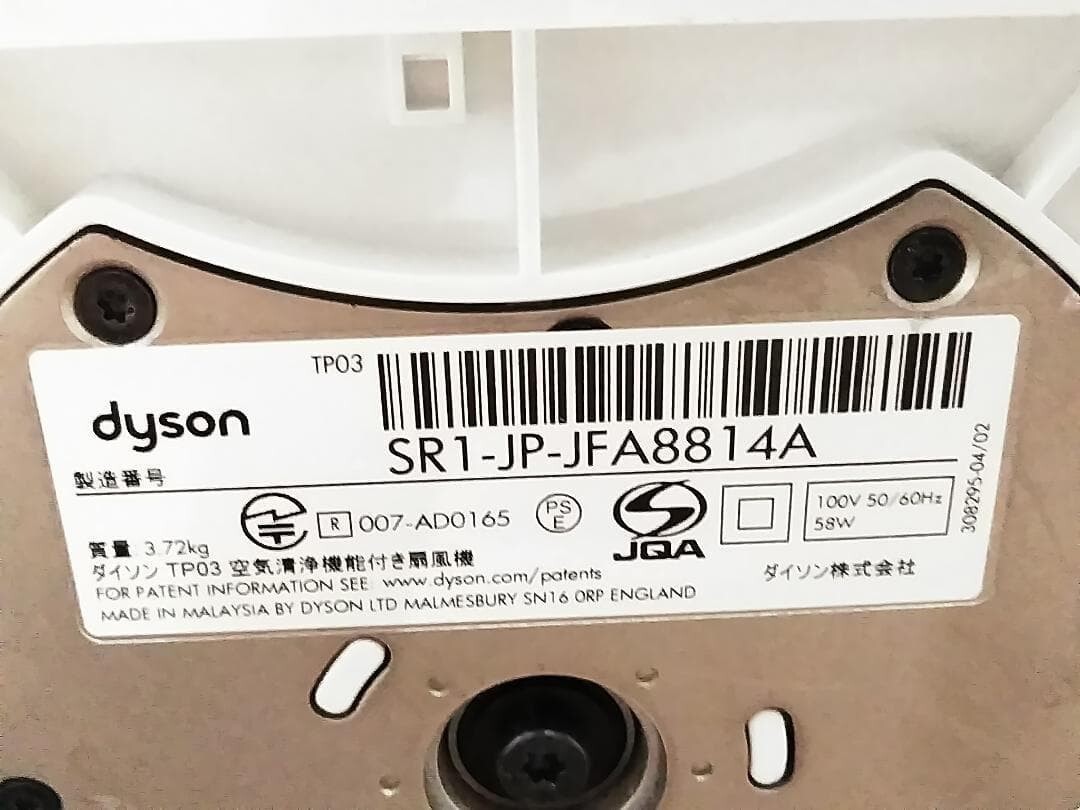 TP03
dyson
SR1-JP-JFA8814A
製造番号
R 007-AD0165
PS E
JQA
100V 50/60Hz
58W
308295-04/02
質量 3.72kg
ダイソン TP03 空気清浄機能付き扇風機
ダイソン株式会社
FOR PATENT INFORMATION SEE: www.dyson.com/patents
MADE IN MALAYSIA BY DYSON LTD MALMESBURY SN16 0RP ENGLAND